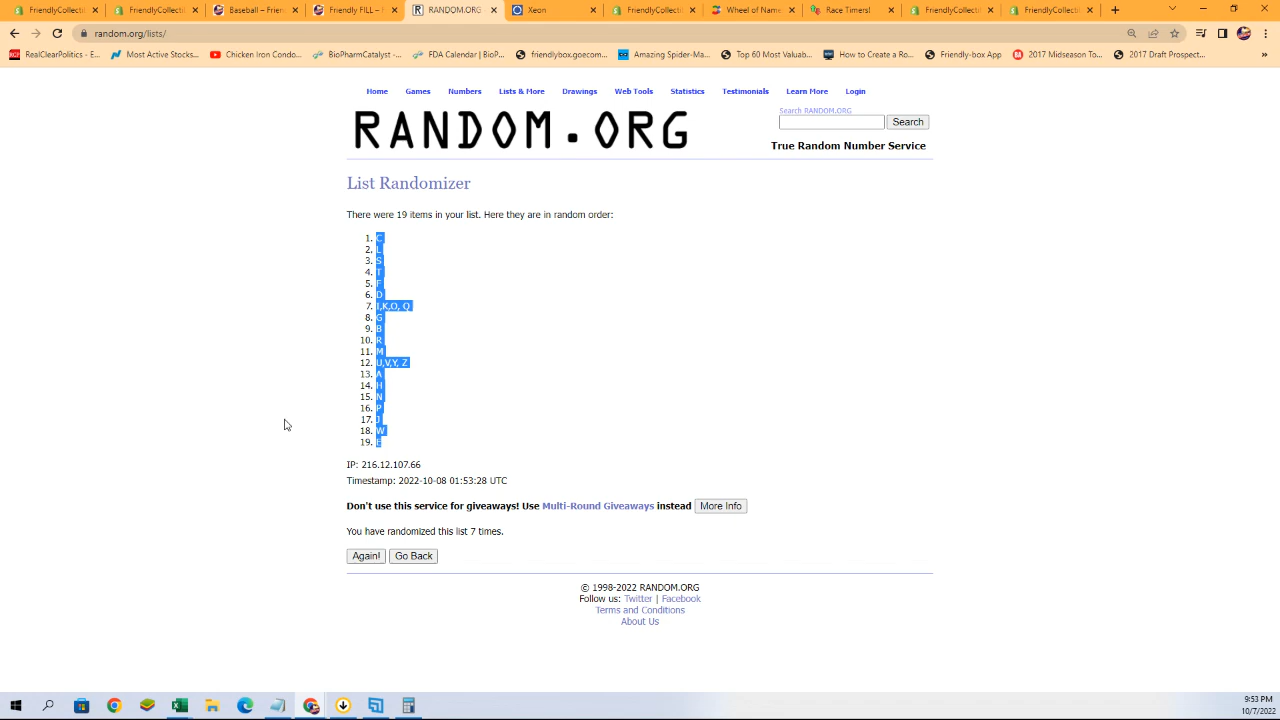 FriendlyCollecti
FriendlyCollecti
Baseball – Frien
Friendly FILL – F
RANDOM.ORG
Xeon
FriendlyCollecti
Wheel of Name
Race Timers!
FriendlyCollecti
FriendlyCollecti
random.org/lists/
RealClearPolitics - E...
Most Active Stocks...
Chicken Iron Condo...
BioPharmCatalyst -...
FDA Calendar | BioP...
friendlybox.goecom...
Amazing Spider-Ma...
Top 60 Most Valuab...
How to Create a Ro...
Friendly-box App
2017 Midseason To...
2017 Draft Prospect...
Home Games Numbers Lists & More Drawings Web Tools Statistics Testimonials Learn More Login
Search RANDOM.ORG
RANDOM.ORG
Search
True Random Number Service
List Randomizer
There were 19 items in your list. Here they are in random order:
1. C
2. L
3. S
4. T
5. F
6. D
7. I,K,O, Q
8. G
9. B
10. R
11. M
12. U,V,Y, Z
13. A
14. H
15. N
16. P
17. J
18. W
19. E
IP: 216.12.107.66
Timestamp: 2022-10-08 01:53:28 UTC
Don't use this service for giveaways! Use Multi-Round Giveaways instead More Info
You have randomized this list 7 times.
Again! Go Back
© 1998-2022 RANDOM.ORG
Follow us: Twitter | Facebook
Terms and Conditions
About Us
9:53 PM
10/7/2022